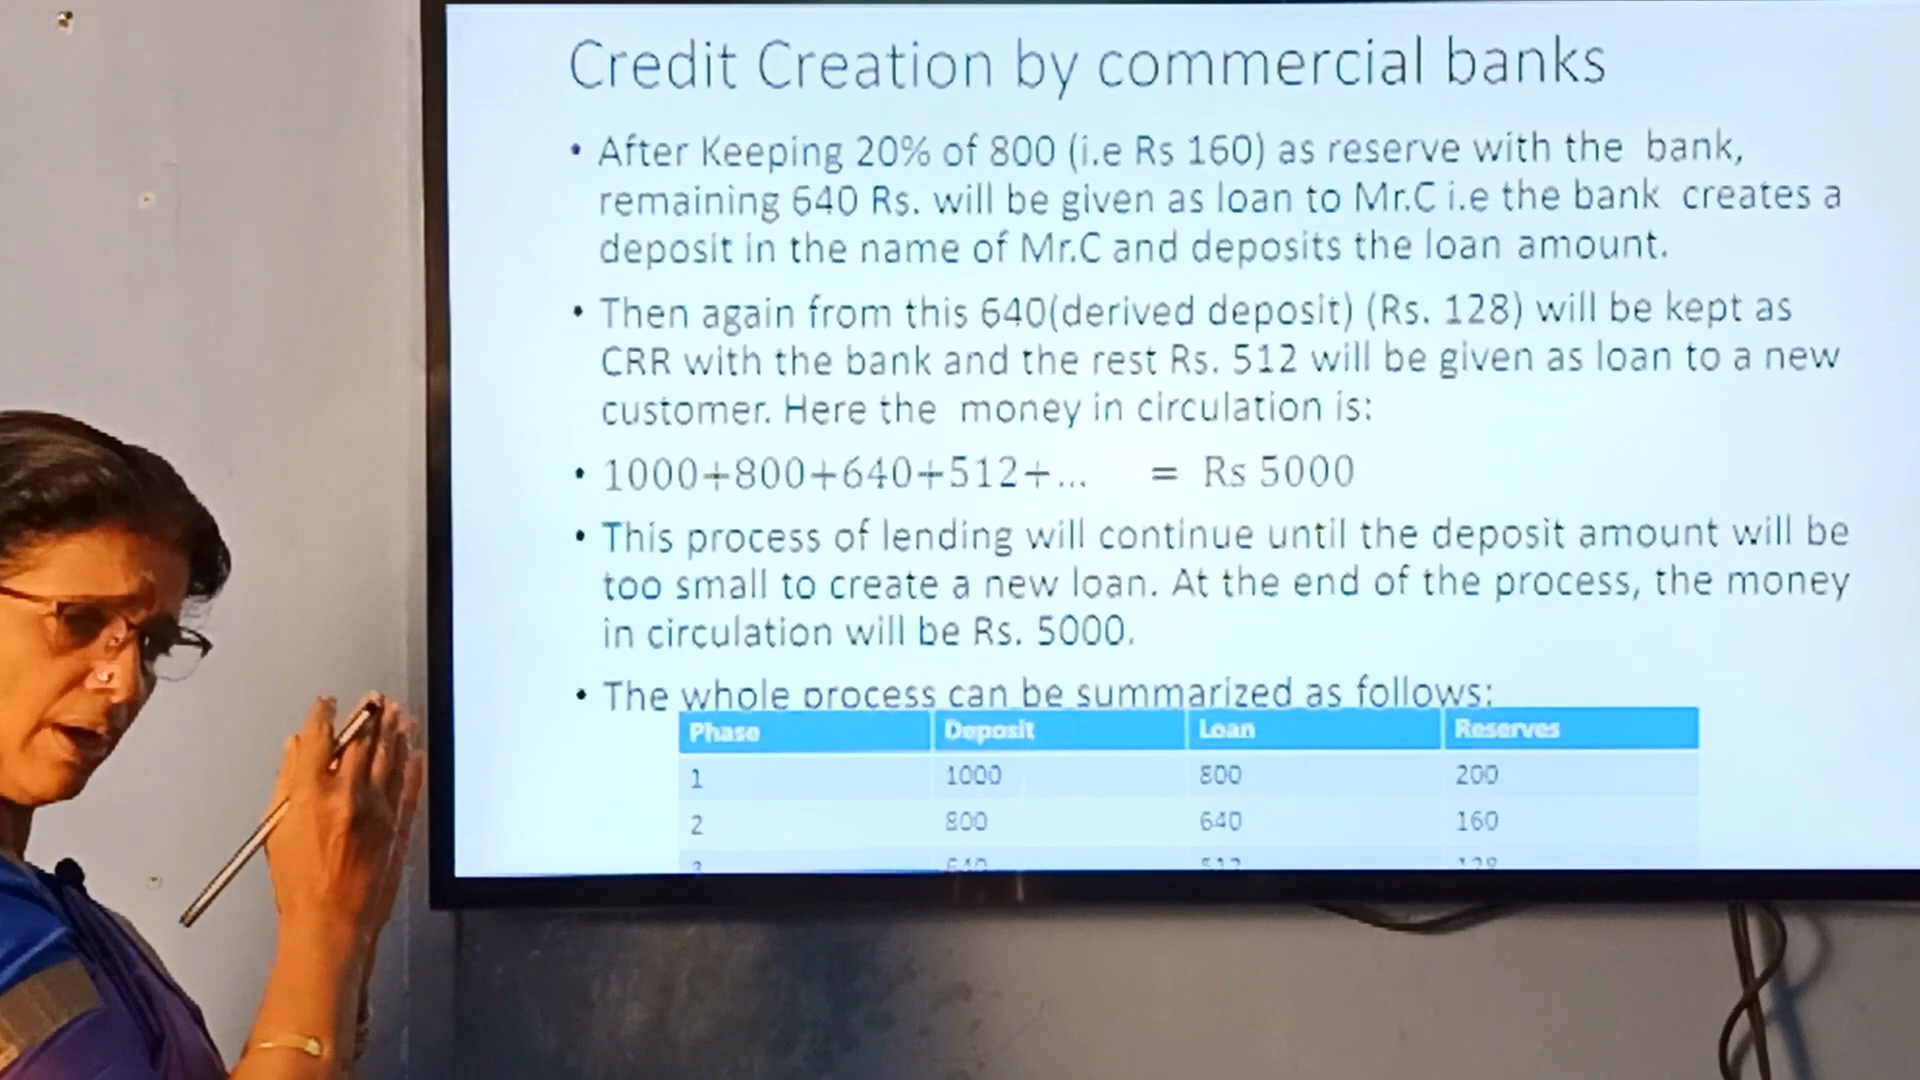 Credit Creation by commercial banks
• After Keeping 20% of 800 (i.e Rs 160) as reserve with the bank,
remaining 640 Rs. will be given as loan to Mr.C i.e the bank creates a
deposit in the name of Mr.C and deposits the loan amount.
• Then again from this 640(derived deposit) (Rs. 128) will be kept as
CRR with the bank and the rest Rs. 512 will be given as loan to a new
customer. Here the money in circulation is:
• 1000+800+640+512+... = Rs 5000
• This process of lending will continue until the deposit amount will be
too small to create a new loan. At the end of the process, the money
in circulation will be Rs. 5000.
• The whole process can be summarized as follows:
Phase Deposit Loan Reserves
1 1000 800 200
2 800 640 160
3 640 512 128